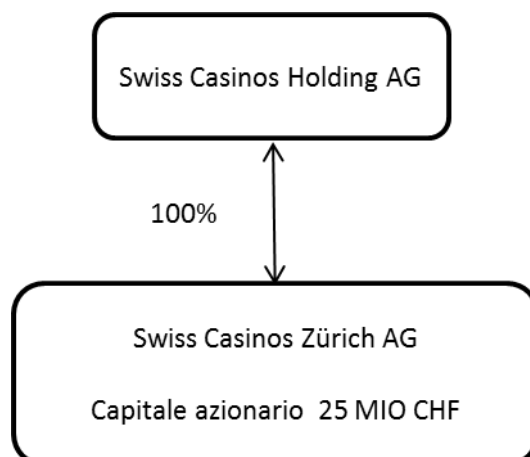 Swiss Casinos Holding AG
100%
Swiss Casinos Zürich AG
Capitale azionario 25 MIO CHF